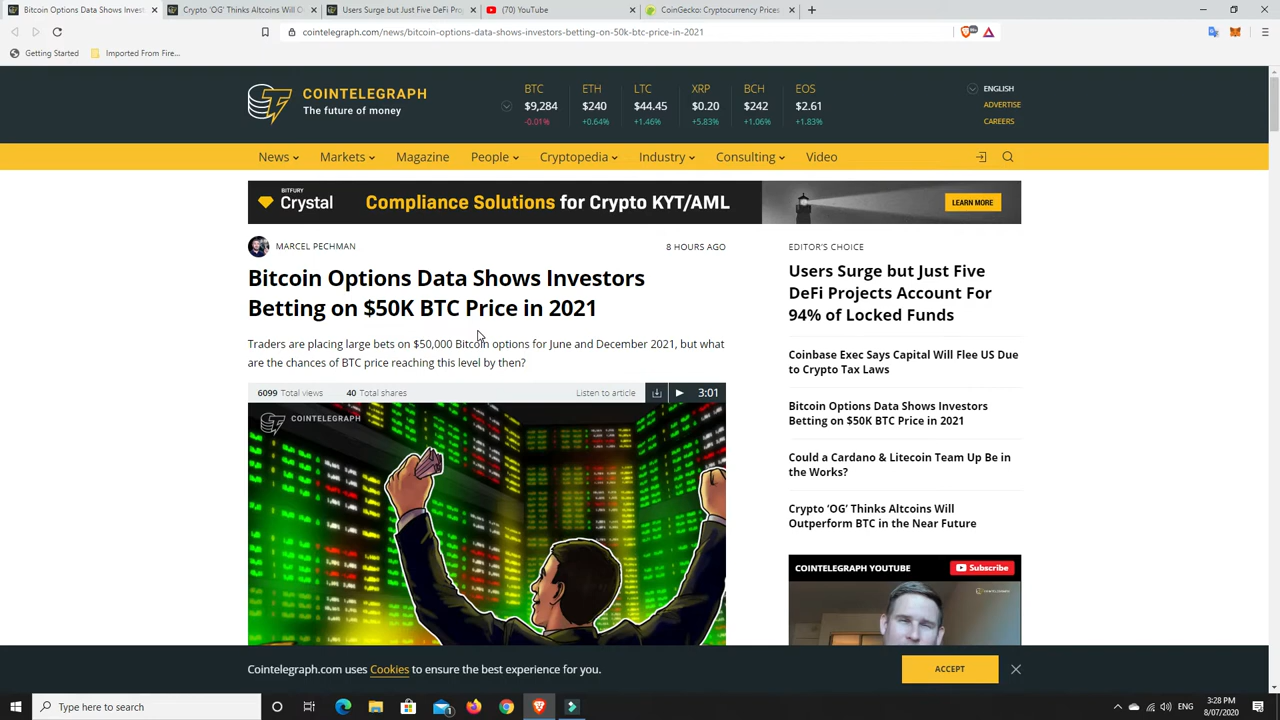 Bitcoin Options Data Shows Invest
Crypto 'OG' Thinks Altcoins Will O
Users Surge but Just Five DeFi Proj
(70) YouTube
CoinGecko: Cryptocurrency Prices
cointelegraph.com/news/bitcoin-options-data-shows-investors-betting-on-50k-btc-price-in-2021
Getting Started
Imported From Fire...
COINTELEGRAPH
The future of money
BTC ETH LTC XRP BCH EOS
$9,284 $240 $44.45 $0.20 $242 $2.61
-0.01% +0.64% +1.46% +5.83% +1.06% +1.83%
ENGLISH
ADVERTISE
CAREERS
News Markets Magazine People Cryptopedia Industry Consulting Video
BITFURY
Crystal
Compliance Solutions for Crypto KYT/AML
LEARN MORE
MARCEL PECHMAN
8 HOURS AGO
Bitcoin Options Data Shows Investors
Betting on $50K BTC Price in 2021
Traders are placing large bets on $50,000 Bitcoin options for June and December 2021, but what
are the chances of BTC price reaching this level by then?
6099 Total views 40 Total shares Listen to article 3:01
COINTELEGRAPH
EDITOR'S CHOICE
Users Surge but Just Five
DeFi Projects Account For
94% of Locked Funds
Coinbase Exec Says Capital Will Flee US Due
to Crypto Tax Laws
Bitcoin Options Data Shows Investors
Betting on $50K BTC Price in 2021
Could a Cardano & Litecoin Team Up Be in
the Works?
Crypto 'OG' Thinks Altcoins Will
Outperform BTC in the Near Future
COINTELEGRAPH YOUTUBE
Subscribe
COINTELEGRAPH
Cointelegraph.com uses Cookies to ensure the best experience for you.
ACCEPT
Type here to search
ENG
3:28 PM
8/07/2020